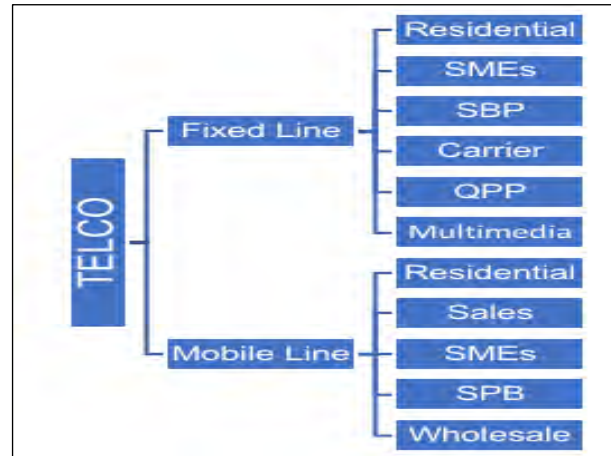 TELCO
Fixed Line
Residential
SMEs
SBP
Carrier
QPP
Multimedia
Mobile Line
Residential
Sales
SMEs
SPB
Wholesale